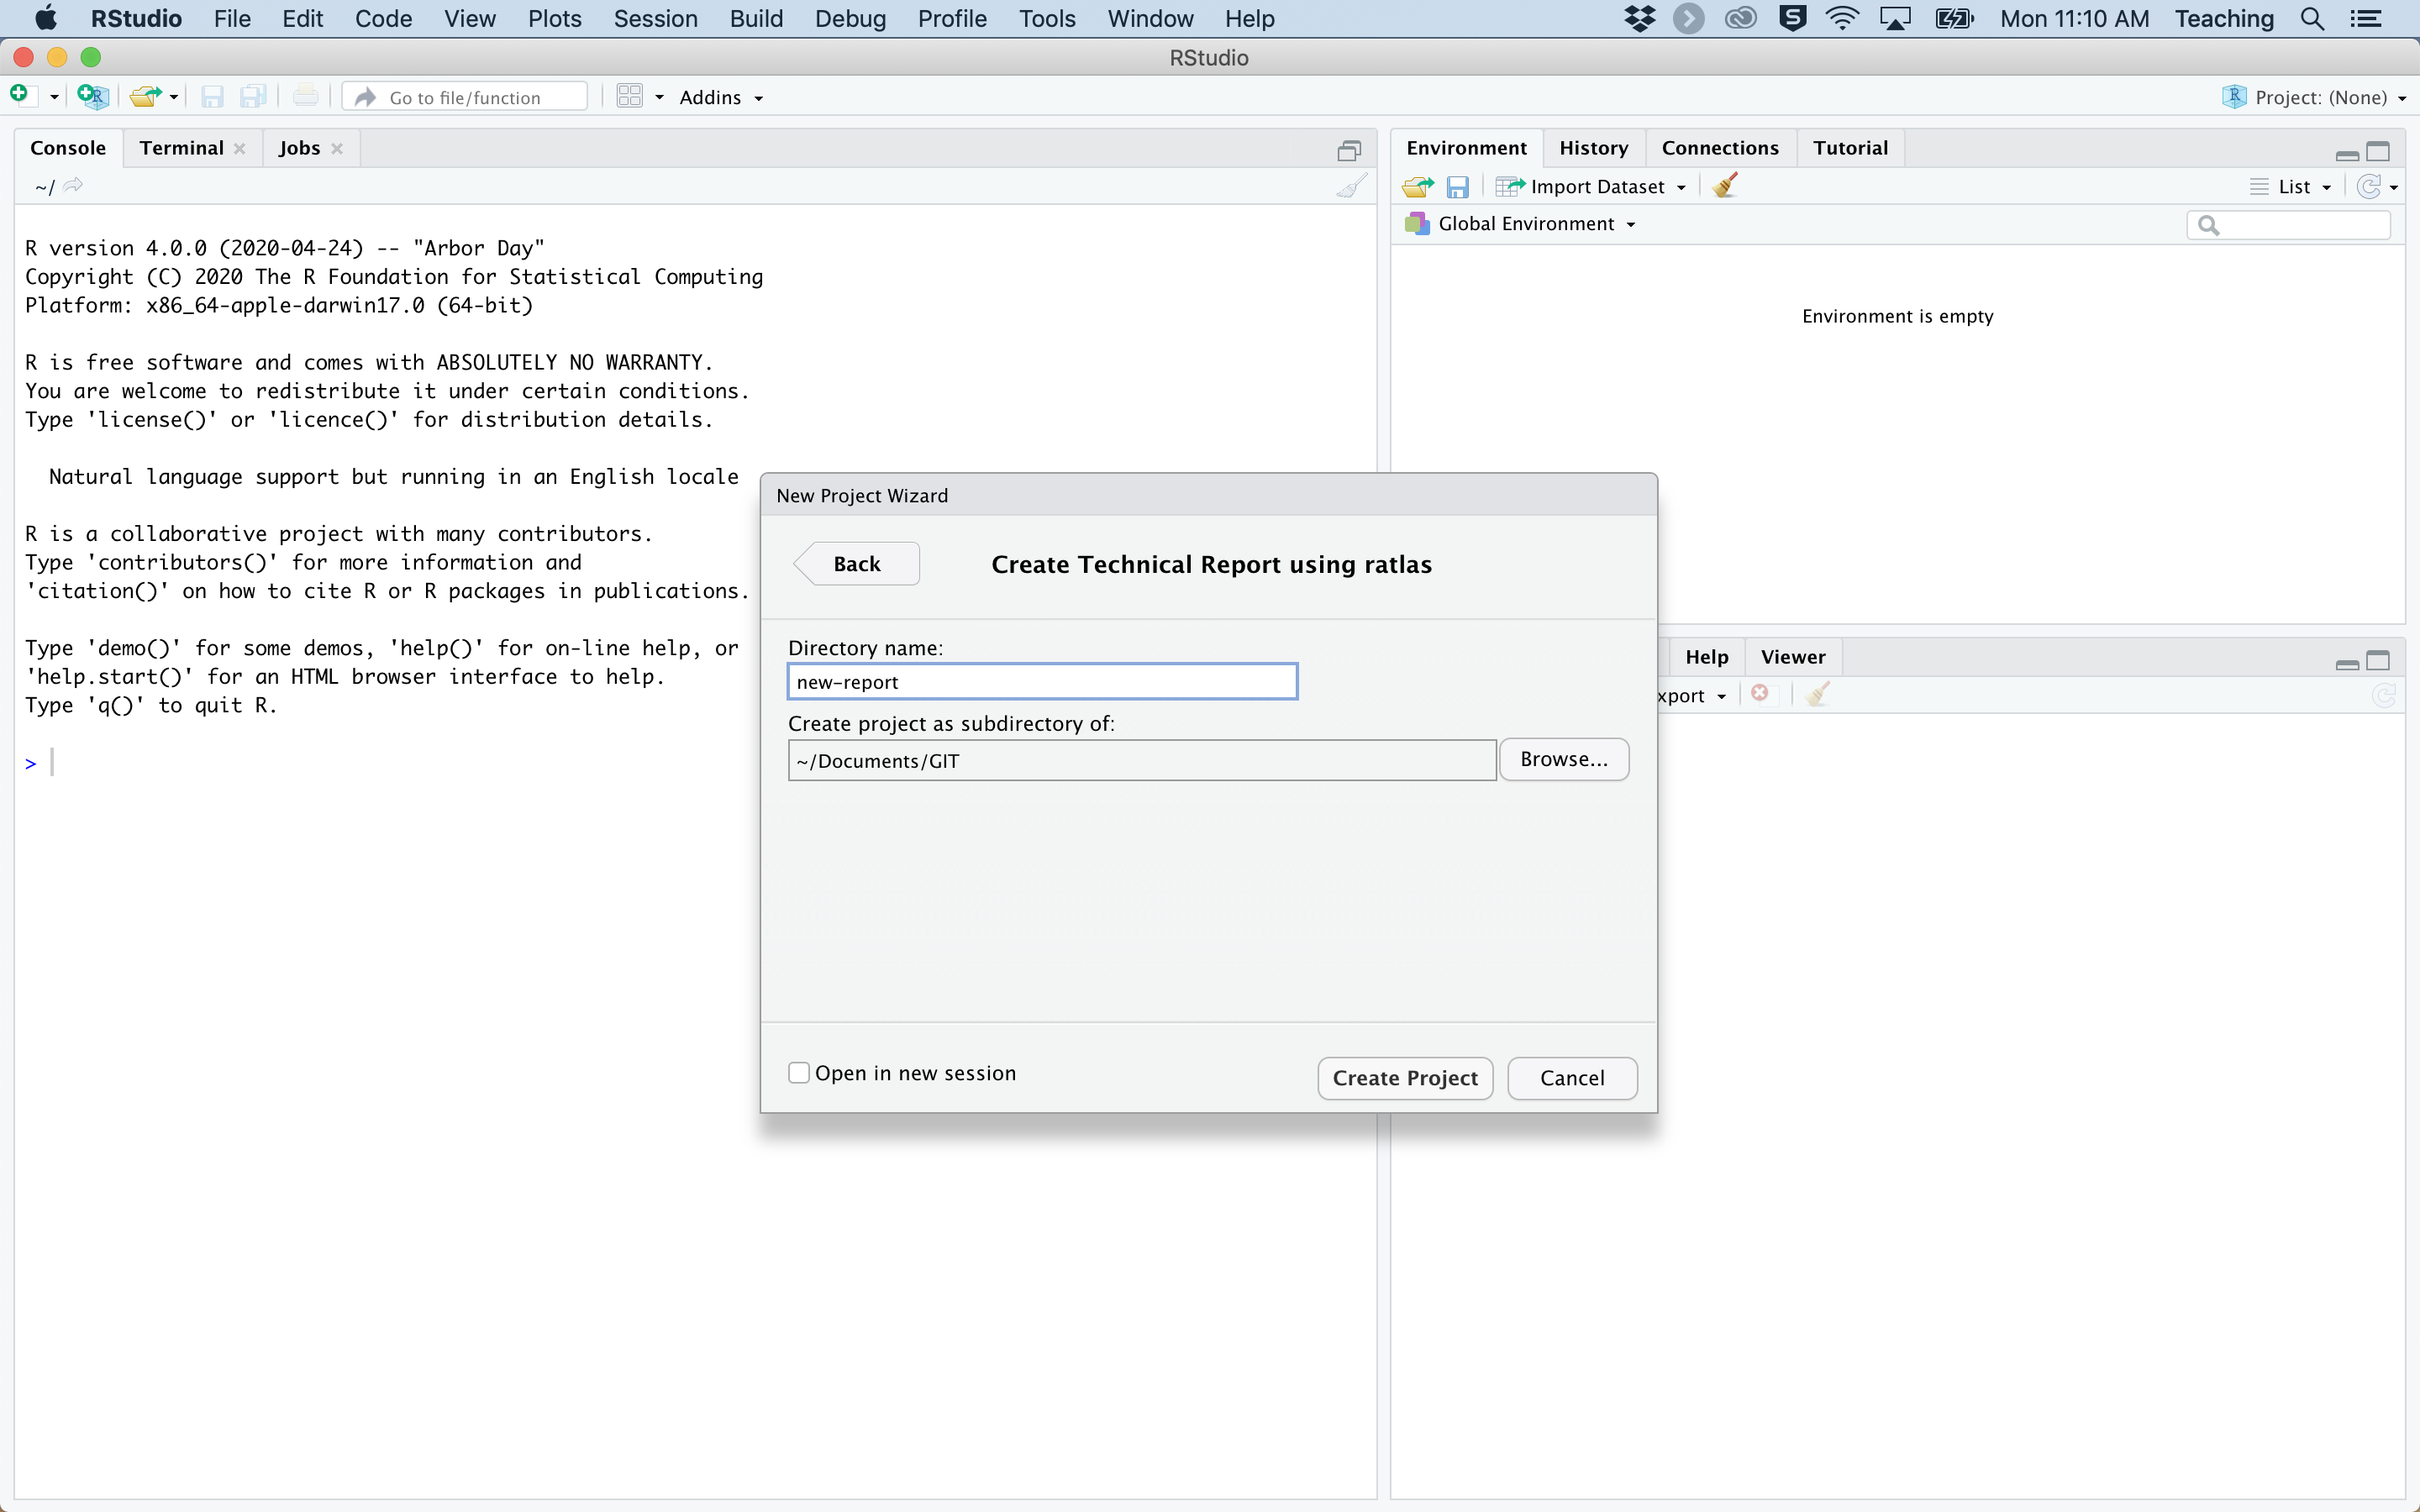 RStudio File Edit Code View Plots Session Build Debug Profile Tools Window Help Mon 11:10 AM Teaching
RStudio
Go to file/function Addins Project: (None)
Console Terminal Jobs
~/
R version 4.0.0 (2020-04-24) -- "Arbor Day"
Copyright (C) 2020 The R Foundation for Statistical Computing
Platform: x86_64-apple-darwin17.0 (64-bit)
R is free software and comes with ABSOLUTELY NO WARRANTY.
You are welcome to redistribute it under certain conditions.
Type 'license()' or 'licence()' for distribution details.
Natural language support but running in an English locale
R is a collaborative project with many contributors.
Type 'contributors()' for more information and
'citation()' on how to cite R or R packages in publications.
Type 'demo()' for some demos, 'help()' for on-line help, or
'help.start()' for an HTML browser interface to help.
Type 'q()' to quit R.
>
Environment History Connections Tutorial
Import Dataset List
Global Environment
Environment is empty
Help Viewer
xport
New Project Wizard
Back Create Technical Report using ratlas
Directory name:
new-report
Create project as subdirectory of:
~/Documents/GIT Browse...
Open in new session Create Project Cancel